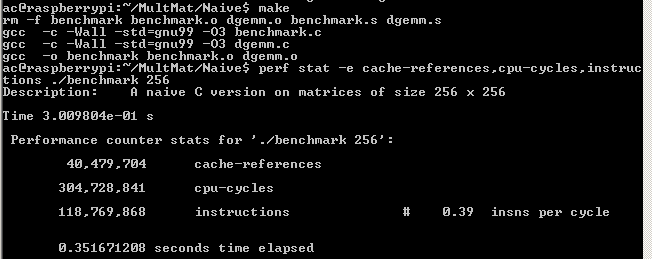 ac@raspberrypi:~/MultMat/Naive$ make
rm -f benchmark benchmark.o dgemm.o benchmark.s dgemm.s
gcc  -c -Wall -std=gnu99 -O3 benchmark.c
gcc  -c -Wall -std=gnu99 -O3 dgemm.c
gcc  -o benchmark benchmark.o dgemm.o
ac@raspberrypi:~/MultMat/Naive$ perf stat -e cache-references,cpu-cycles,instruc
tions ./benchmark 256
Description:    A naive C version on matrices of size 256 x 256
Time 3.009804e-01 s
Performance counter stats for './benchmark 256':
40,479,704      cache-references
304,728,841      cpu-cycles
118,769,868      instructions              #    0.39  insns per cycle
0.351671208 seconds time elapsed